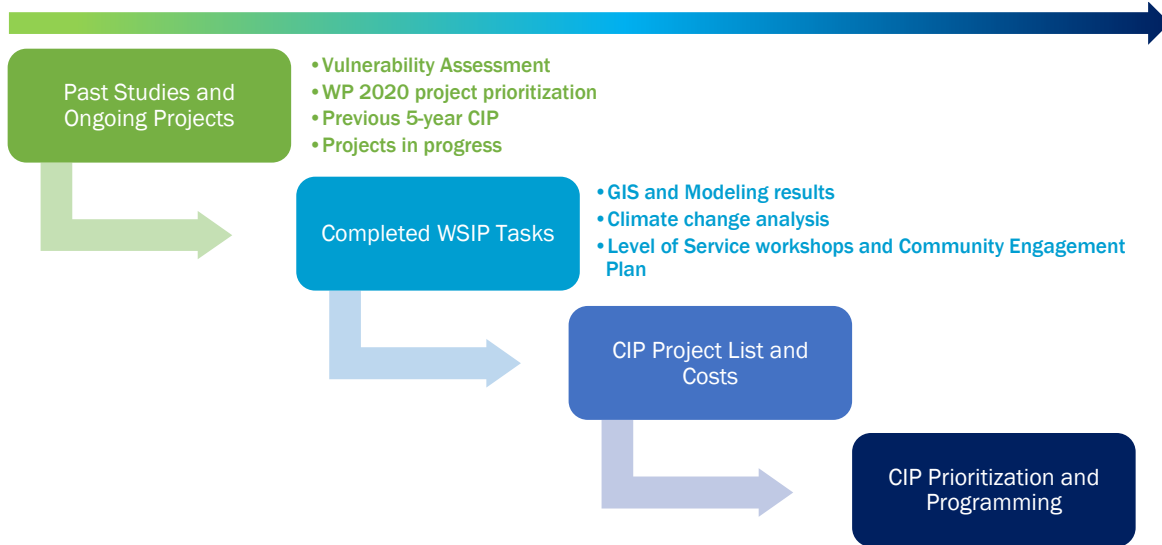 Past Studies and
Ongoing Projects
• Vulnerability Assessment
• WP 2020 project prioritization
• Previous 5-year CIP
• Projects in progress
Completed WSIP Tasks
• GIS and Modeling results
• Climate change analysis
• Level of Service workshops and Community Engagement
Plan
CIP Project List and
Costs
CIP Prioritization and
Programming